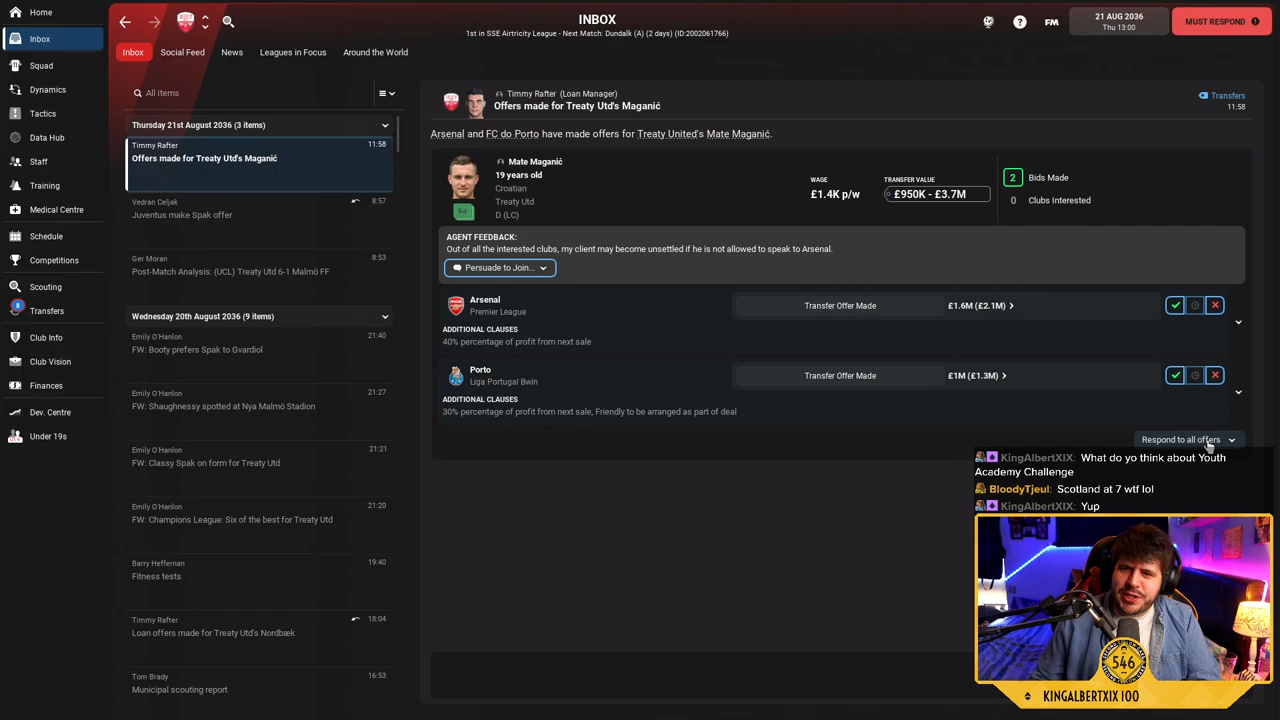 Home
Inbox
Squad
Dynamics
Tactics
Data Hub
Staff
Training
Medical Centre
Schedule
Competitions
Scouting
8
Transfers
Club Info
Club Vision
Finances
Dev. Centre
Under 19s
INBOX
1st in SSE Airtricity League - Next Match: Dundalk (A) (2 days) (ID:2002061766)
?
FM
21 AUG 2036
Thu 13:00
MUST RESPOND
Inbox
Social Feed
News
Leagues in Focus
Around the World
All Items
Thursday 21st August 2036 (3 items)
Timmy Rafter
11:58
Offers made for Treaty Utd's Maganić
Vedran Celjak
8:57
Juventus make Spak offer
Ger Moran
8:53
Post-Match Analysis: (UCL) Treaty Utd 6-1 Malmö FF
Wednesday 20th August 2036 (9 items)
Emily O'Hanlon
21:40
FW: Booty prefers Spak to Gvardiol
Emily O'Hanlon
21:27
FW: Shaughnessy spotted at Nya Malmö Stadion
Emily O'Hanlon
21:21
FW: Classy Spak on form for Treaty Utd
Emily O'Hanlon
21:20
FW: Champions League: Six of the best for Treaty Utd
Barry Heffernan
19:40
Fitness tests
Timmy Rafter
18:04
Loan offers made for Treaty Utd's Nordbæk
Tom Brady
16:53
Municipal scouting report
Timmy Rafter (Loan Manager)
Offers made for Treaty Utd's Maganić
Transfers
11:58
Arsenal and FC do Porto have made offers for Treaty United's Mate Maganić.
Mate Maganić
19 years old
Croatian
Treaty Utd
D (LC)
Bid
WAGE
£1.4K p/w
TRANSFER VALUE
£950K - £3.7M
2 Bids Made
0 Clubs Interested
AGENT FEEDBACK:
Out of all the interested clubs, my client may become unsettled if he is not allowed to speak to Arsenal.
Persuade to Join...
Arsenal
Premier League
Transfer Offer Made
£1.6M (£2.1M)
ADDITIONAL CLAUSES
40% percentage of profit from next sale
Porto
Liga Portugal Bwin
Transfer Offer Made
£1M (£1.3M)
ADDITIONAL CLAUSES
30% percentage of profit from next sale, Friendly to be arranged as part of deal
Respond to all offers
KingAlbertXIX: What do yo think about Youth
Academy Challenge
BloodyTjeul: Scotland at 7 wtf lol
KingAlbertXIX: Yup
546
KINGALBERTXIX 100